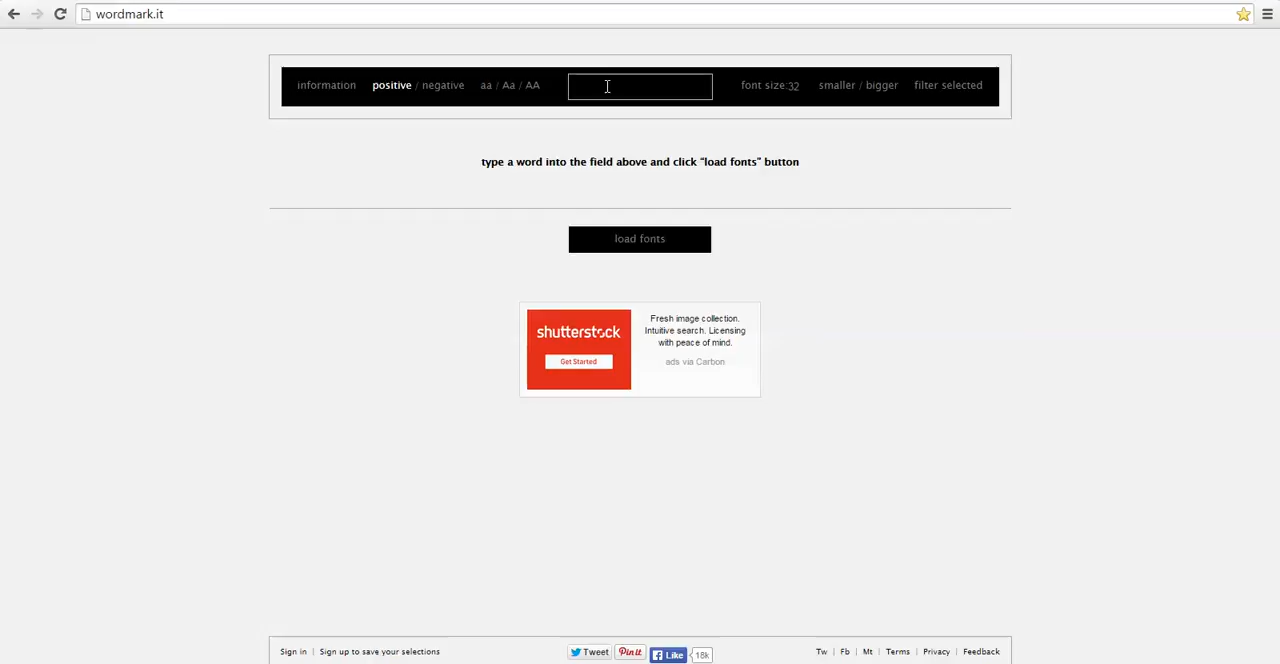 wordmark.it
information positive / negative aa / Aa / AA font size:32 smaller / bigger filter selected
type a word into the field above and click “load fonts” button
load fonts
shutterstock
Get Started
Fresh image collection.
Intuitive search. Licensing
with peace of mind.
ads via Carbon
Sign in | Sign up to save your selections Tweet Pin it Like 18k Tw | Fb | Mt | Terms | Privacy | Feedback